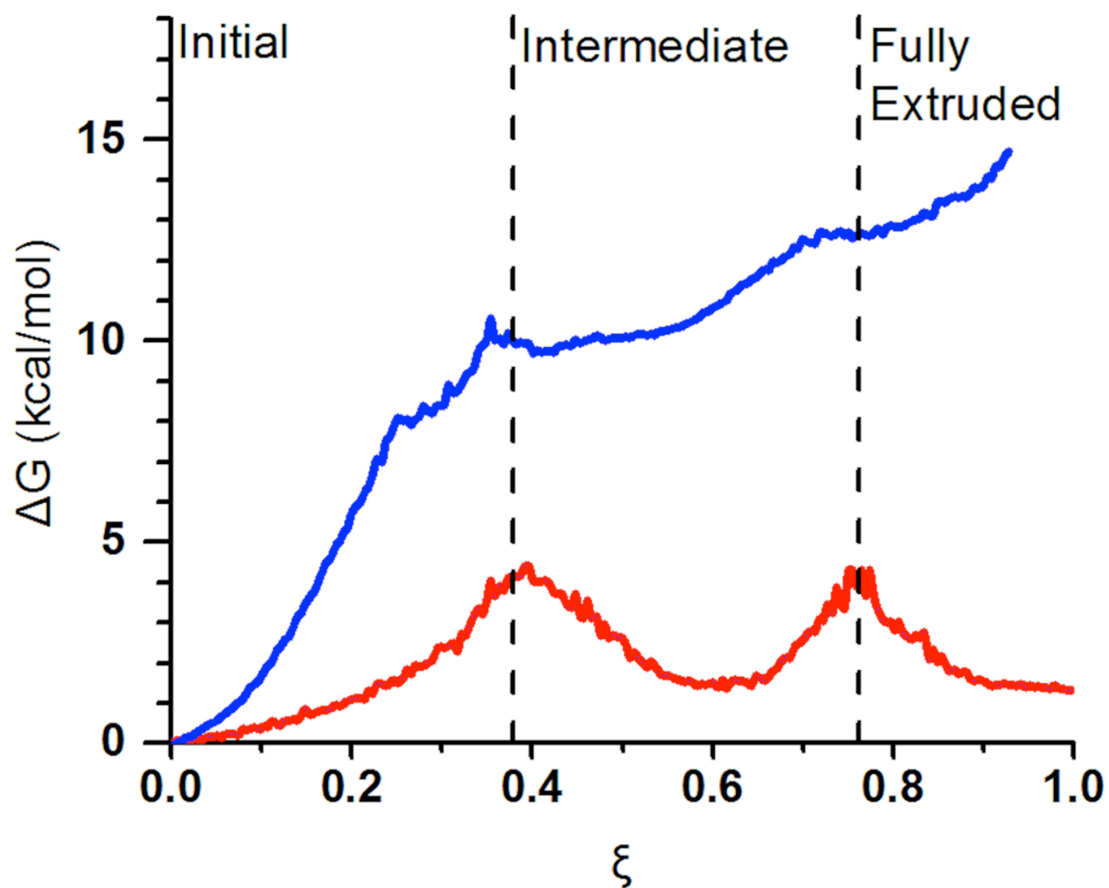 Initial
Intermediate
Fully
Extruded
15
10
5
0
ΔG (kcal/mol)
0.0 0.2 0.4 0.6 0.8 1.0
ξ